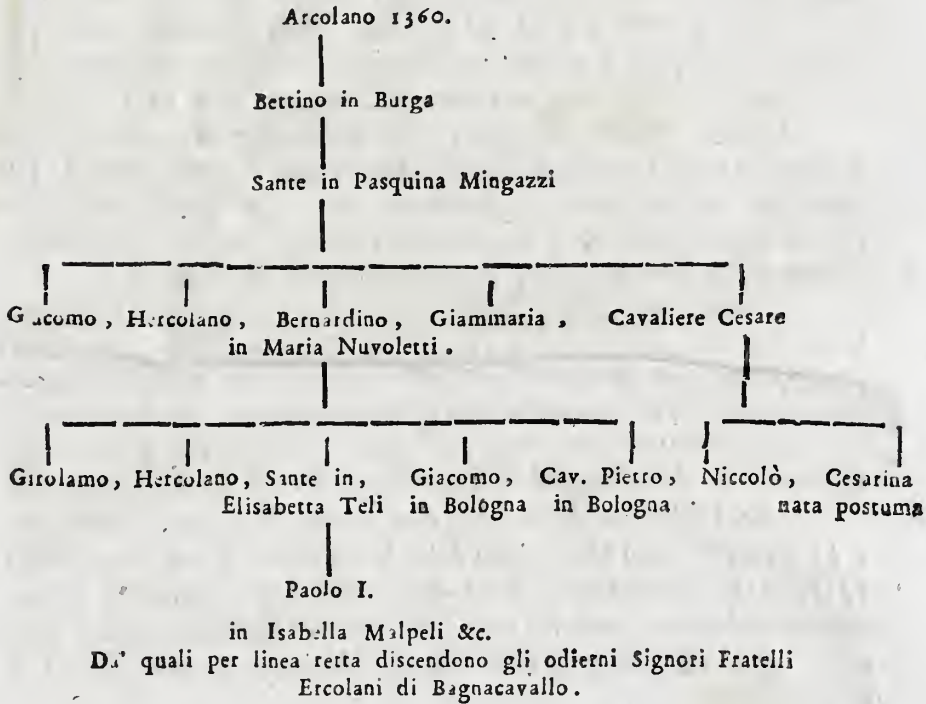 Arcolano 1360.
Bettino in Burga
Sante in Pasquina Mingazzi
Giacomo , Hercolano , Bernardino , Giammaria , Cavaliere Cesare
in Maria Nuvoletti .
Girolamo , Hercolano , Sante in , Giacomo , Cav. Pietro , Niccolò , Cesarina
Elisabetta Teli in Bologna in Bologna nata postuma
Paolo I.
in Isabella Malpeli &c.
Da' quali per linea retta discendono gli odierni Signori Fratelli
Ercolani di Bagnacavallo .